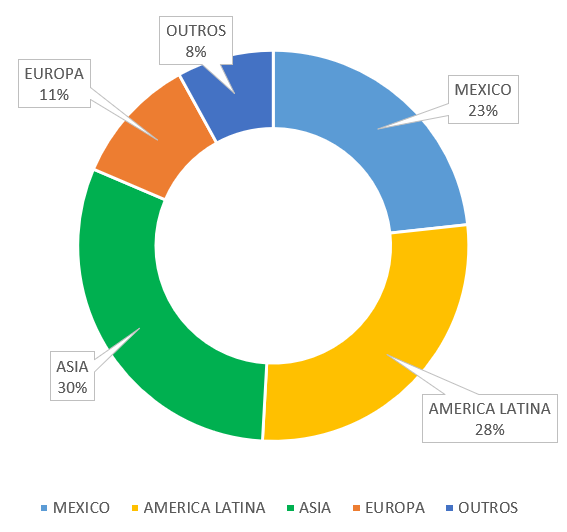 OUTROS
8%
EUROPA
11%
MEXICO
23%
ASIA
30%
AMERICA LATINA
28%
MEXICO AMERICA LATINA ASIA EUROPA OUTROS